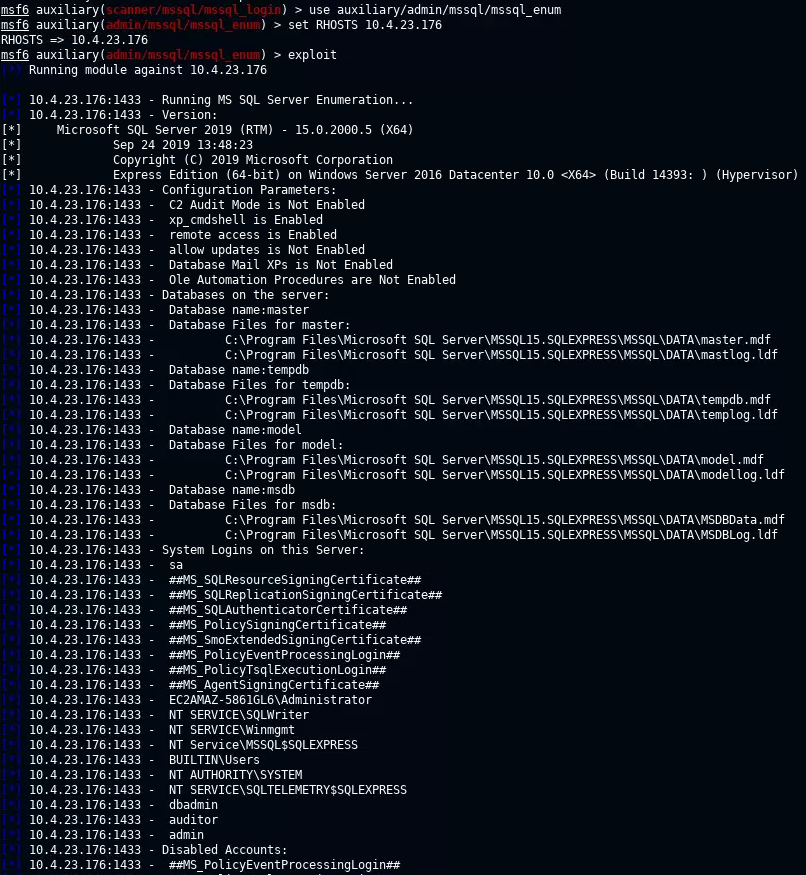 msf6 auxiliary(scanner/mssql/mssql_login) > use auxiliary/admin/mssql/mssql_enum
msf6 auxiliary(admin/mssql/mssql_enum) > set RHOSTS 10.4.23.176
RHOSTS => 10.4.23.176
msf6 auxiliary(admin/mssql/mssql_enum) > exploit
[*] Running module against 10.4.23.176
[*] 10.4.23.176:1433 - Running MS SQL Server Enumeration...
[*] 10.4.23.176:1433 - Version:
[*]     Microsoft SQL Server 2019 (RTM) - 15.0.2000.5 (X64)
[*]             Sep 24 2019 13:48:23
[*]             Copyright (C) 2019 Microsoft Corporation
[*]             Express Edition (64-bit) on Windows Server 2016 Datacenter 10.0 <X64> (Build 14393: ) (Hypervisor)
[*] 10.4.23.176:1433 - Configuration Parameters:
[*] 10.4.23.176:1433 -  C2 Audit Mode is Not Enabled
[*] 10.4.23.176:1433 -  xp_cmdshell is Enabled
[*] 10.4.23.176:1433 -  remote access is Enabled
[*] 10.4.23.176:1433 -  allow updates is Not Enabled
[*] 10.4.23.176:1433 -  Database Mail XPs is Not Enabled
[*] 10.4.23.176:1433 -  Ole Automation Procedures are Not Enabled
[*] 10.4.23.176:1433 - Databases on the server:
[*] 10.4.23.176:1433 -  Database name:master
[*] 10.4.23.176:1433 -  Database Files for master:
[*] 10.4.23.176:1433 -          C:\Program Files\Microsoft SQL Server\MSSQL15.SQLEXPRESS\MSSQL\DATA\master.mdf
[*] 10.4.23.176:1433 -          C:\Program Files\Microsoft SQL Server\MSSQL15.SQLEXPRESS\MSSQL\DATA\mastlog.ldf
[*] 10.4.23.176:1433 -  Database name:tempdb
[*] 10.4.23.176:1433 -  Database Files for tempdb:
[*] 10.4.23.176:1433 -          C:\Program Files\Microsoft SQL Server\MSSQL15.SQLEXPRESS\MSSQL\DATA\tempdb.mdf
[*] 10.4.23.176:1433 -          C:\Program Files\Microsoft SQL Server\MSSQL15.SQLEXPRESS\MSSQL\DATA\templog.ldf
[*] 10.4.23.176:1433 -  Database name:model
[*] 10.4.23.176:1433 -  Database Files for model:
[*] 10.4.23.176:1433 -          C:\Program Files\Microsoft SQL Server\MSSQL15.SQLEXPRESS\MSSQL\DATA\model.mdf
[*] 10.4.23.176:1433 -          C:\Program Files\Microsoft SQL Server\MSSQL15.SQLEXPRESS\MSSQL\DATA\modellog.ldf
[*] 10.4.23.176:1433 -  Database name:msdb
[*] 10.4.23.176:1433 -  Database Files for msdb:
[*] 10.4.23.176:1433 -          C:\Program Files\Microsoft SQL Server\MSSQL15.SQLEXPRESS\MSSQL\DATA\MSDBData.mdf
[*] 10.4.23.176:1433 -          C:\Program Files\Microsoft SQL Server\MSSQL15.SQLEXPRESS\MSSQL\DATA\MSDBLog.ldf
[*] 10.4.23.176:1433 - System Logins on this Server:
[*] 10.4.23.176:1433 -  sa
[*] 10.4.23.176:1433 -  ##MS_SQLResourceSigningCertificate##
[*] 10.4.23.176:1433 -  ##MS_SQLReplicationSigningCertificate##
[*] 10.4.23.176:1433 -  ##MS_SQLAuthenticatorCertificate##
[*] 10.4.23.176:1433 -  ##MS_PolicySigningCertificate##
[*] 10.4.23.176:1433 -  ##MS_SmoExtendedSigningCertificate##
[*] 10.4.23.176:1433 -  ##MS_PolicyEventProcessingLogin##
[*] 10.4.23.176:1433 -  ##MS_PolicyTsqlExecutionLogin##
[*] 10.4.23.176:1433 -  ##MS_AgentSigningCertificate##
[*] 10.4.23.176:1433 -  EC2AMAZ-5861GL6\Administrator
[*] 10.4.23.176:1433 -  NT SERVICE\SQLWriter
[*] 10.4.23.176:1433 -  NT SERVICE\Winmgmt
[*] 10.4.23.176:1433 -  NT Service\MSSQL$SQLEXPRESS
[*] 10.4.23.176:1433 -  BUILTIN\Users
[*] 10.4.23.176:1433 -  NT AUTHORITY\SYSTEM
[*] 10.4.23.176:1433 -  NT SERVICE\SQLTELEMETRY$SQLEXPRESS
[*] 10.4.23.176:1433 -  dbadmin
[*] 10.4.23.176:1433 -  auditor
[*] 10.4.23.176:1433 -  admin
[*] 10.4.23.176:1433 - Disabled Accounts:
[*] 10.4.23.176:1433 -  ##MS_PolicyEventProcessingLogin##